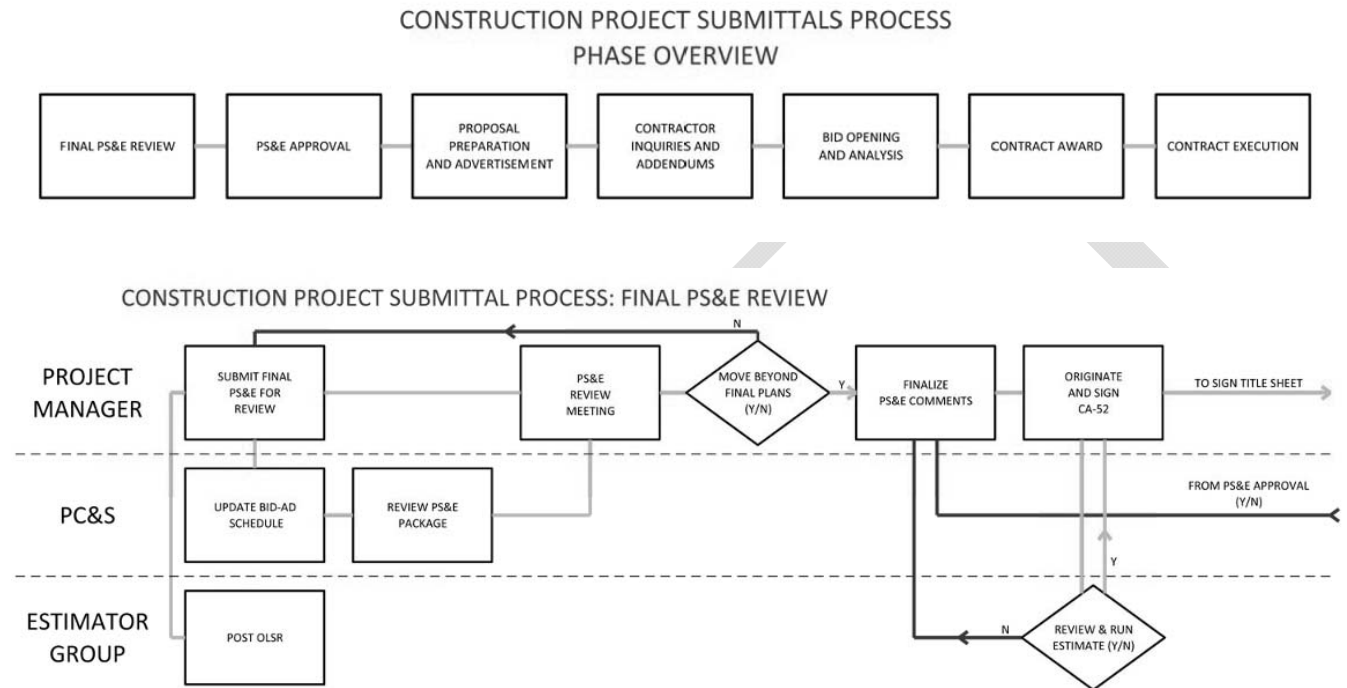 CONSTRUCTION PROJECT SUBMITTALS PROCESS
PHASE OVERVIEW
FINAL PS&E REVIEW
PS&E APPROVAL
PROPOSAL
PREPARATION
AND ADVERTISEMENT
CONTRACTOR
INQUIRIES AND
ADDENDUMS
BID OPENING
AND ANALYSIS
CONTRACT AWARD
CONTRACT EXECUTION
CONSTRUCTION PROJECT SUBMITTAL PROCESS: FINAL PS&E REVIEW
PROJECT
MANAGER
SUBMIT FINAL
PS&E FOR
REVIEW
PS&E
REVIEW
MEETING
N
MOVE BEYOND
FINAL PLANS
(Y/N)
Y
FINALIZE
PS&E COMMENTS
ORIGINATE
AND SIGN
CA-52
TO SIGN TITLE SHEET
PC&S
UPDATE BID-AD
SCHEDULE
REVIEW PS&E
PACKAGE
FROM PS&E APPROVAL
(Y/N)
Y
ESTIMATOR
GROUP
POST OLSR
N
REVIEW & RUN
ESTIMATE (Y/N)